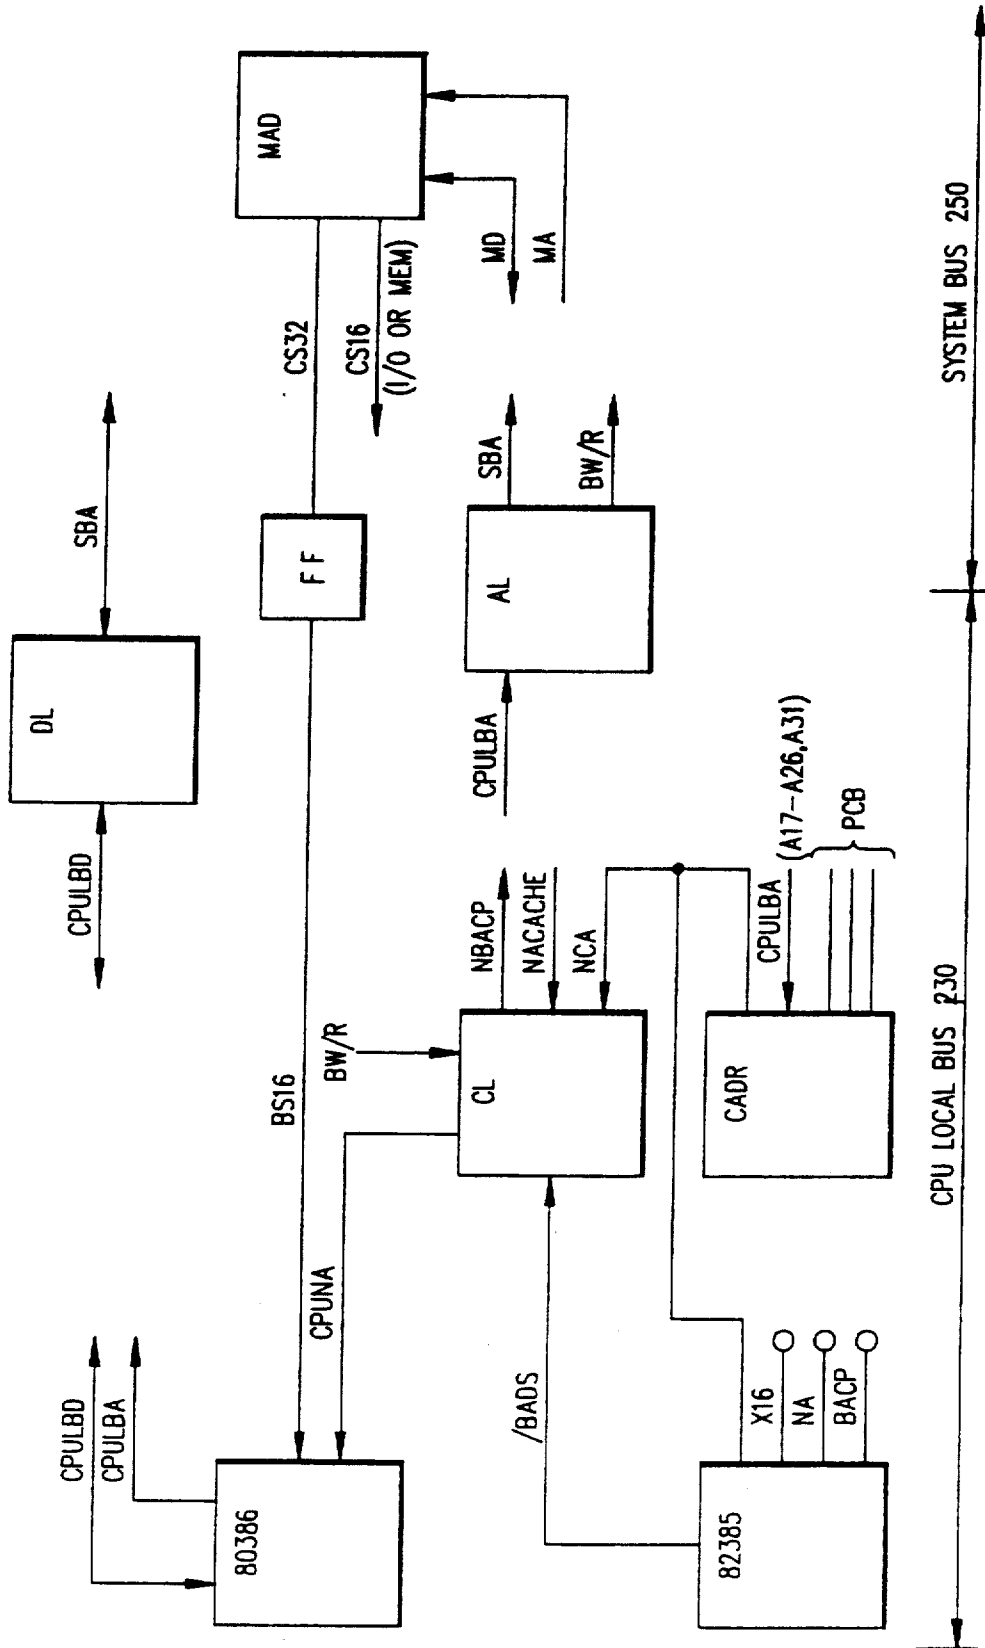 CPULBD
CPULBA
80386
CPULBD
DL
SBA
BS16
FF
CS32
CS16
(I/O OR MEM)
MAD
CPUNA
BW/R
CL
NBACP
NACACHE
NCA
CPULBA
AL
SBA
BW/R
MD
MA
/BADS
82385
X16
NA
BACP
CADR
CPULBA
(A17-A26,A31)
PCB
CPU LOCAL BUS 230
SYSTEM BUS 250